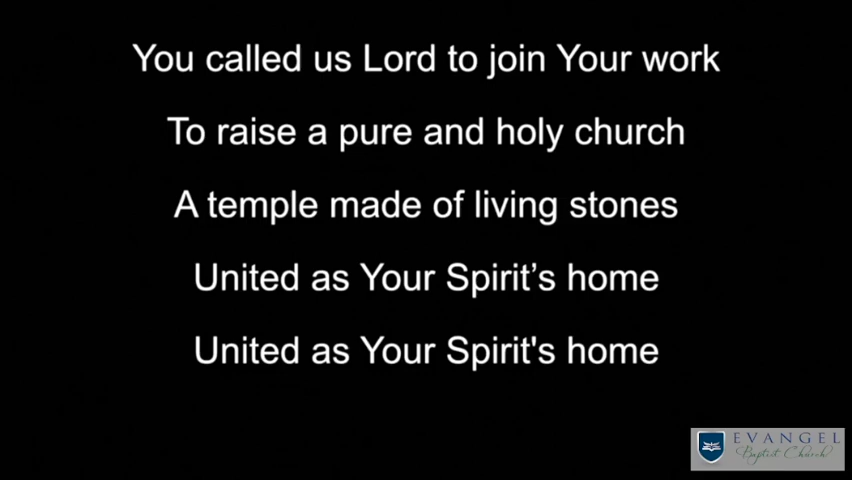 You called us Lord to join Your work
To raise a pure and holy church
A temple made of living stones
United as Your Spirit’s home
United as Your Spirit's home
EVANGEL
Baptist Church